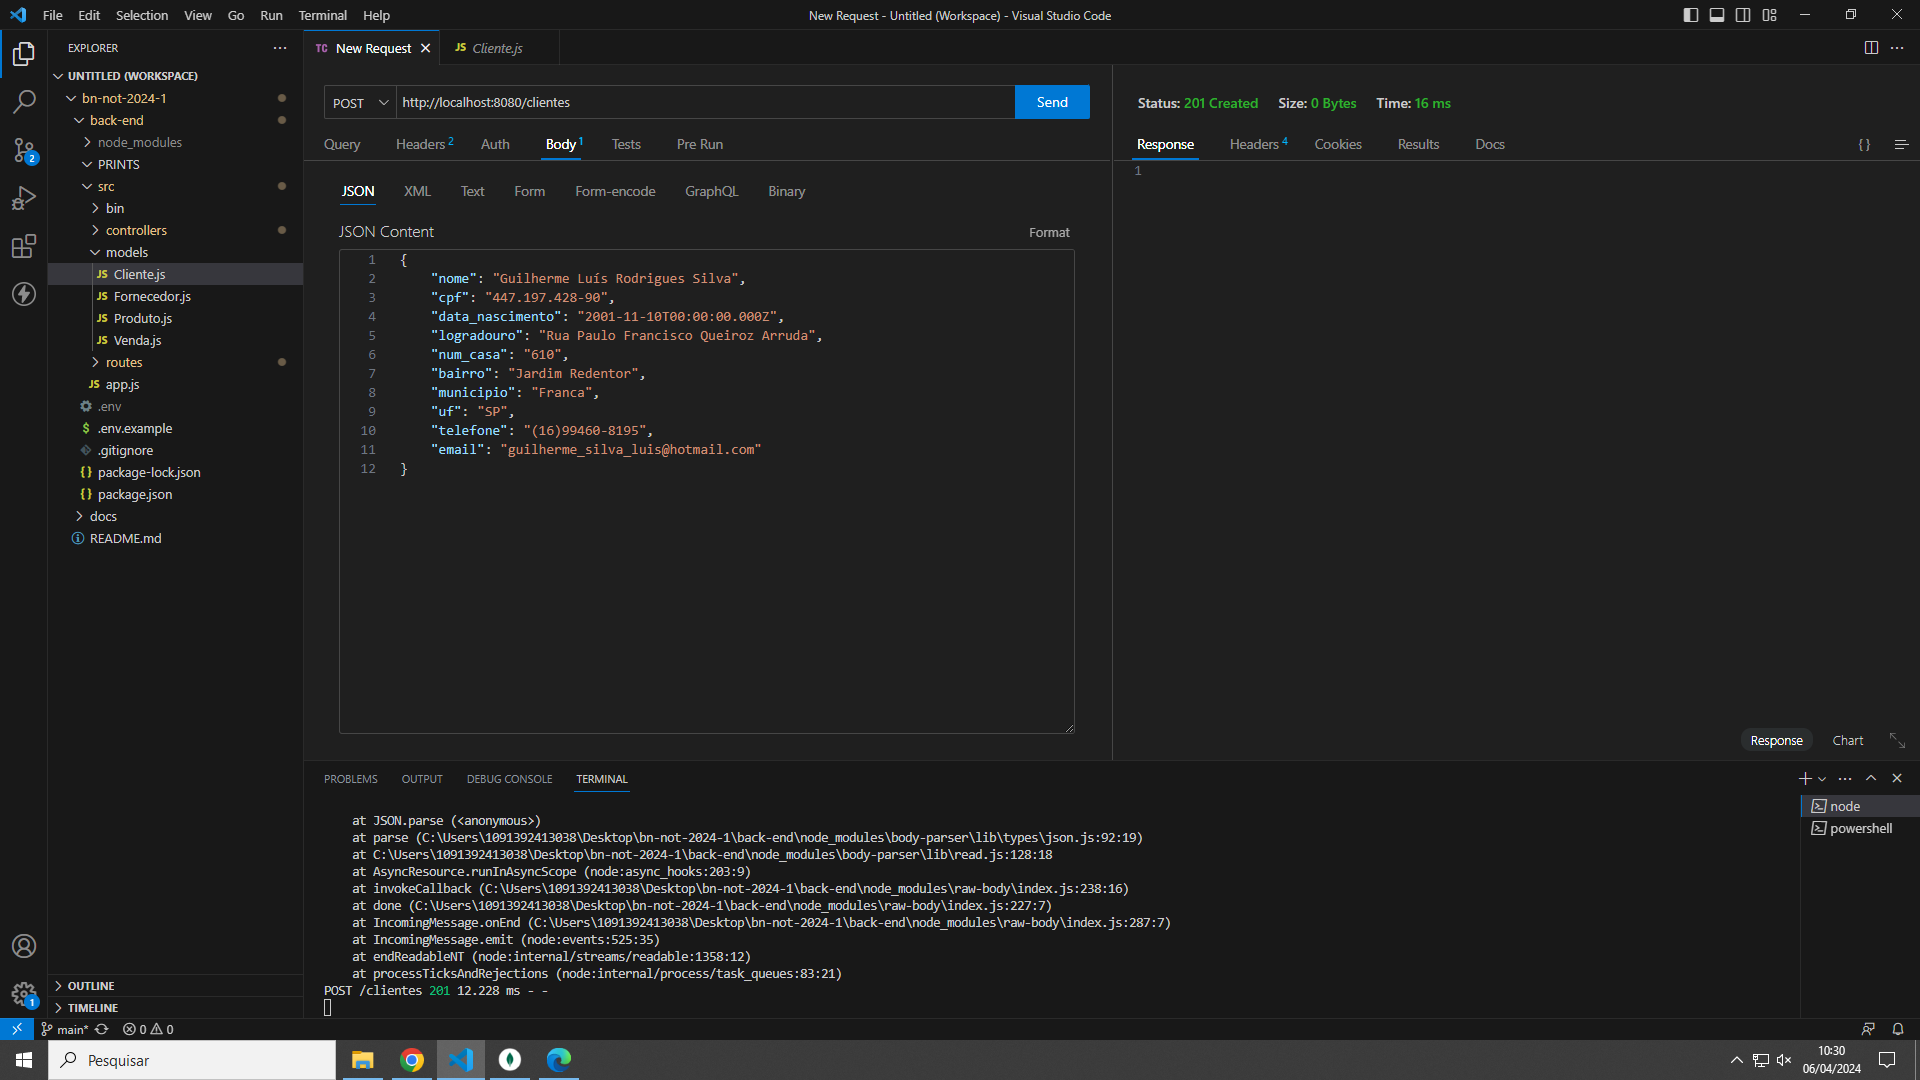 File Edit Selection View Go Run Terminal Help
New Request - Untitled (Workspace) - Visual Studio Code
EXPLORER
UNTITLED (WORKSPACE)
bn-not-2024-1
back-end
node_modules
PRINTS
src
bin
controllers
models
JS Cliente.js
JS Fornecedor.js
JS Produto.js
JS Venda.js
routes
JS app.js
.env
$ .env.example
.gitignore
{} package-lock.json
{} package.json
docs
README.md
OUTLINE
TIMELINE
2
1
TC New Request
JS Cliente.js
POST http://localhost:8080/clientes Send
Query Headers 2 Auth Body 1 Tests Pre Run
JSON XML Text Form Form-encode GraphQL Binary
JSON Content Format
1 {
2 "nome": "Guilherme Luís Rodrigues Silva",
3 "cpf": "447.197.428-90",
4 "data_nascimento": "2001-11-10T00:00:00.000Z",
5 "logradouro": "Rua Paulo Francisco Queiroz Arruda",
6 "num_casa": "610",
7 "bairro": "Jardim Redentor",
8 "municipio": "Franca",
9 "uf": "SP",
10 "telefone": "(16)99460-8195",
11 "email": "guilherme_silva_luis@hotmail.com"
12 }
Status: 201 Created Size: 0 Bytes Time: 16 ms
Response Headers 4 Cookies Results Docs {}
1
Response Chart
PROBLEMS OUTPUT DEBUG CONSOLE TERMINAL
at JSON.parse (<anonymous>)
at parse (C:\Users\1091392413038\Desktop\bn-not-2024-1\back-end\node_modules\body-parser\lib\types\json.js:92:19)
at C:\Users\1091392413038\Desktop\bn-not-2024-1\back-end\node_modules\body-parser\lib\read.js:128:18
at AsyncResource.runInAsyncScope (node:async_hooks:203:9)
at invokeCallback (C:\Users\1091392413038\Desktop\bn-not-2024-1\back-end\node_modules\raw-body\index.js:238:16)
at done (C:\Users\1091392413038\Desktop\bn-not-2024-1\back-end\node_modules\raw-body\index.js:227:7)
at IncomingMessage.onEnd (C:\Users\1091392413038\Desktop\bn-not-2024-1\back-end\node_modules\raw-body\index.js:287:7)
at IncomingMessage.emit (node:events:525:35)
at endReadableNT (node:internal/streams/readable:1358:12)
at processTicksAndRejections (node:internal/process/task_queues:83:21)
POST /clientes 201 12.228 ms - -
node
powershell
main* 0 0
Pesquisar
10:30
06/04/2024